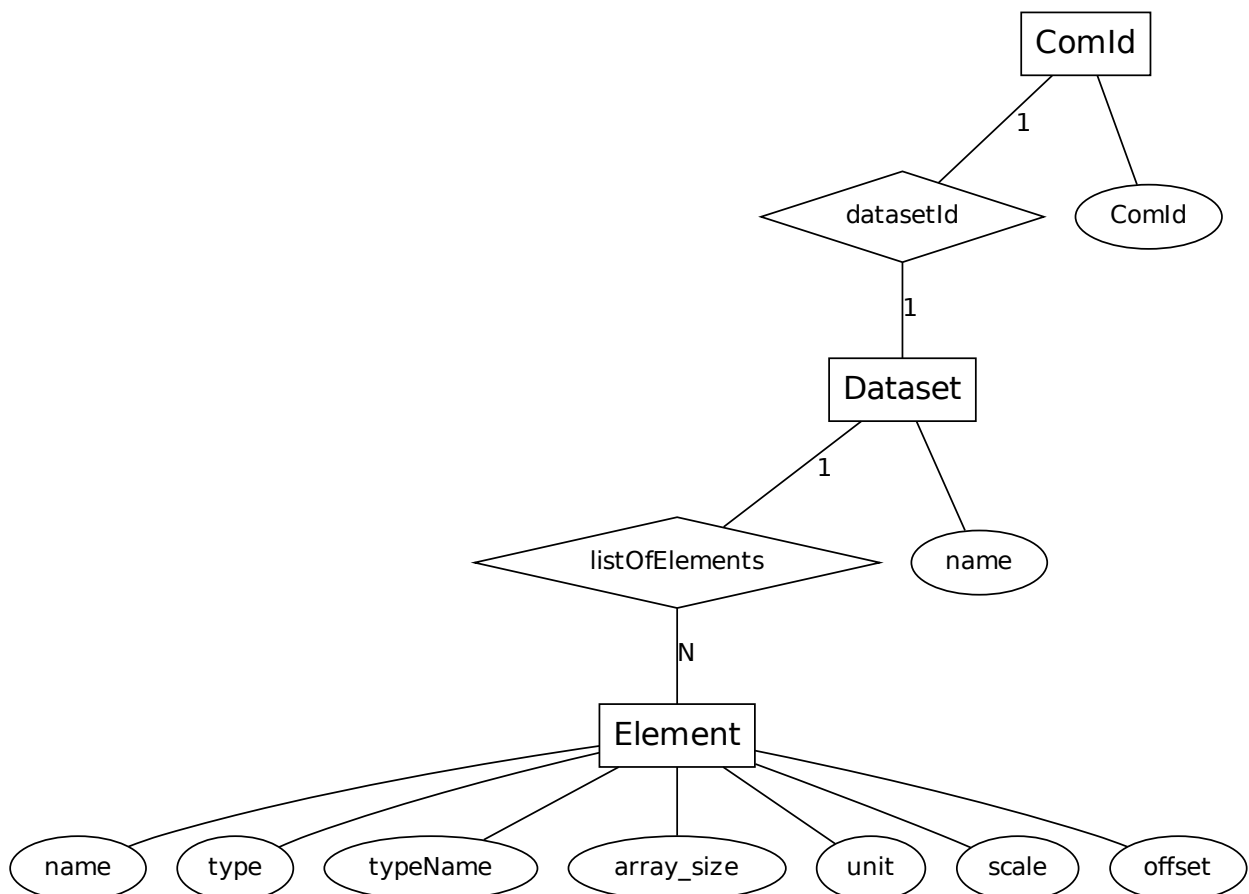 ComId
1
datasetId
ComId
1
Dataset
1
listOfElements
name
N
Element
name
type
typeName
array_size
unit
scale
offset